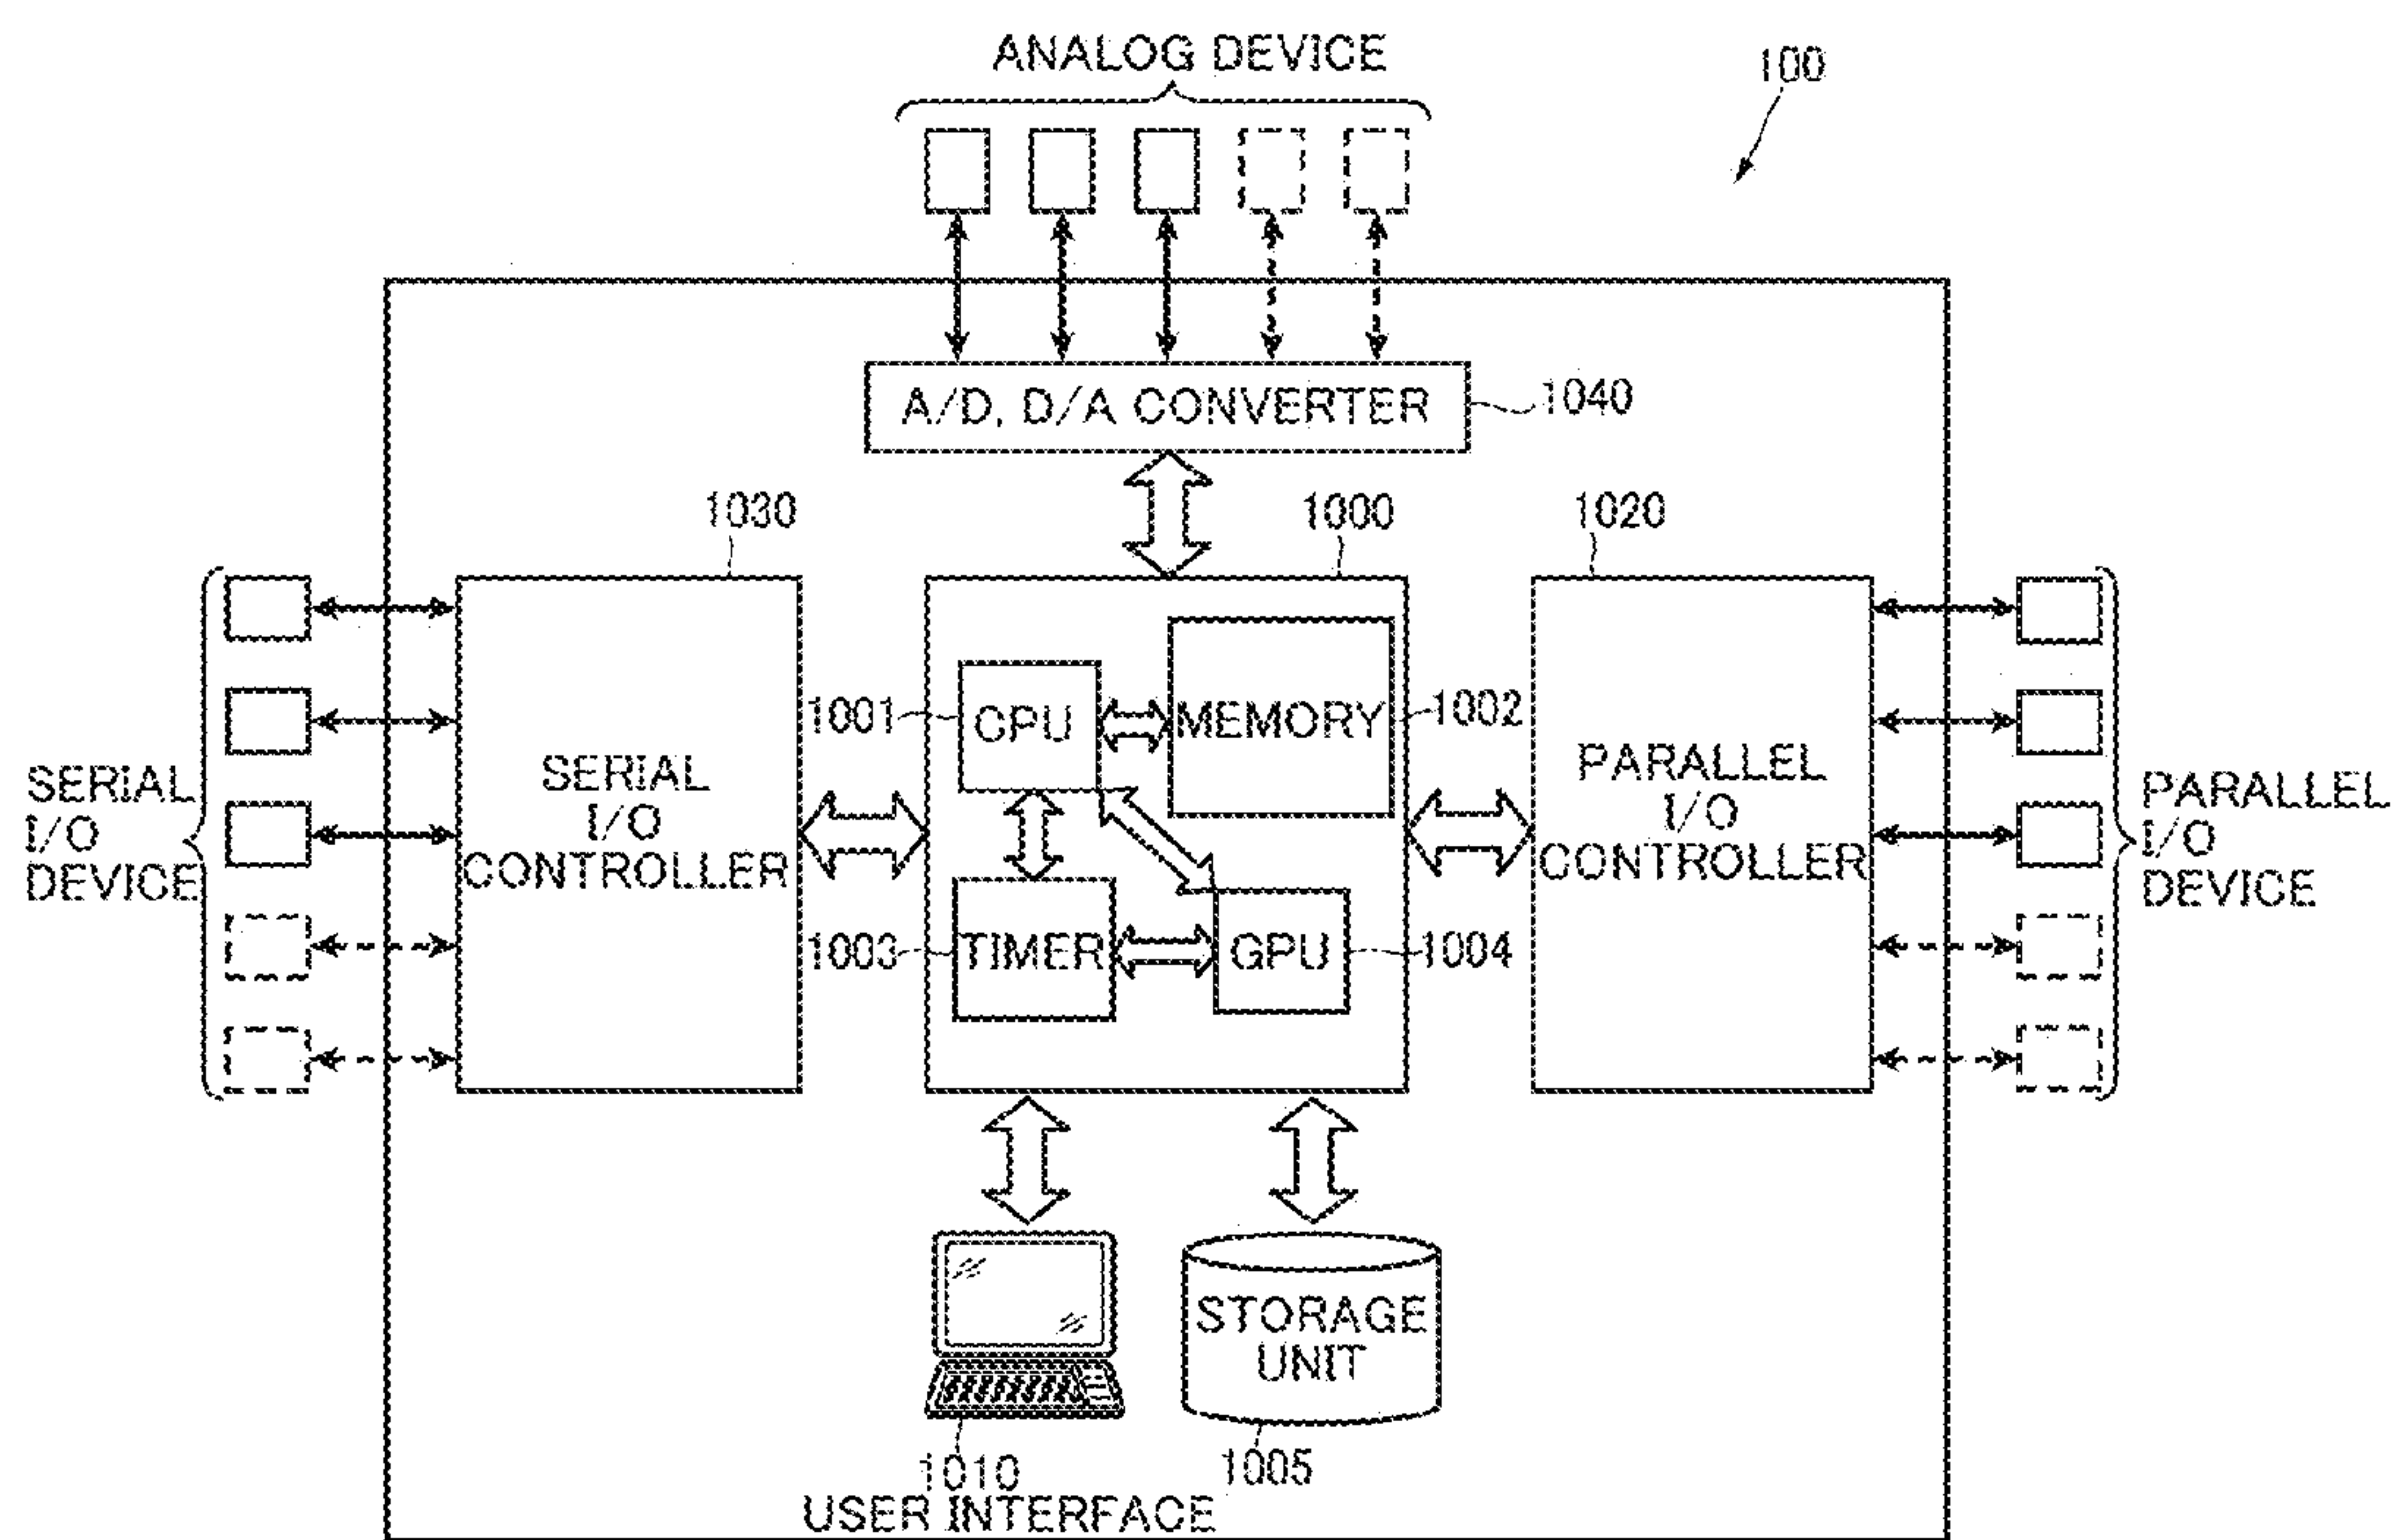 ANALOG DEVICE
100
A/D, D/A CONVERTER
1040
1030
1000
1020
SERIAL
I/O
DEVICE
SERIAL
I/O
CONTROLLER
1001
CPU
MEMORY
1002
1003
TIMER
GPU
1004
PARALLEL
I/O
CONTROLLER
PARALLEL
I/O
DEVICE
STORAGE
UNIT
1010
1005
USER INTERFACE